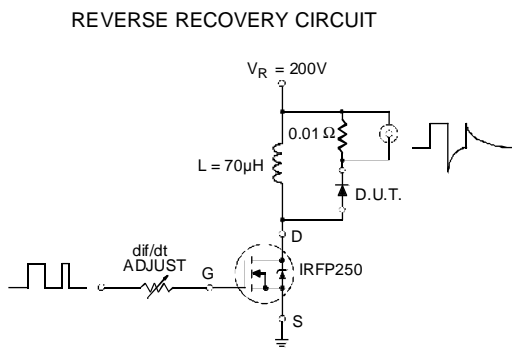 REVERSE RECOVERY CIRCUIT
V_R = 200V
0.01 Ω
L = 70µH
D.U.T.
D
dif/dt
ADJUST
G
IRFP250
S